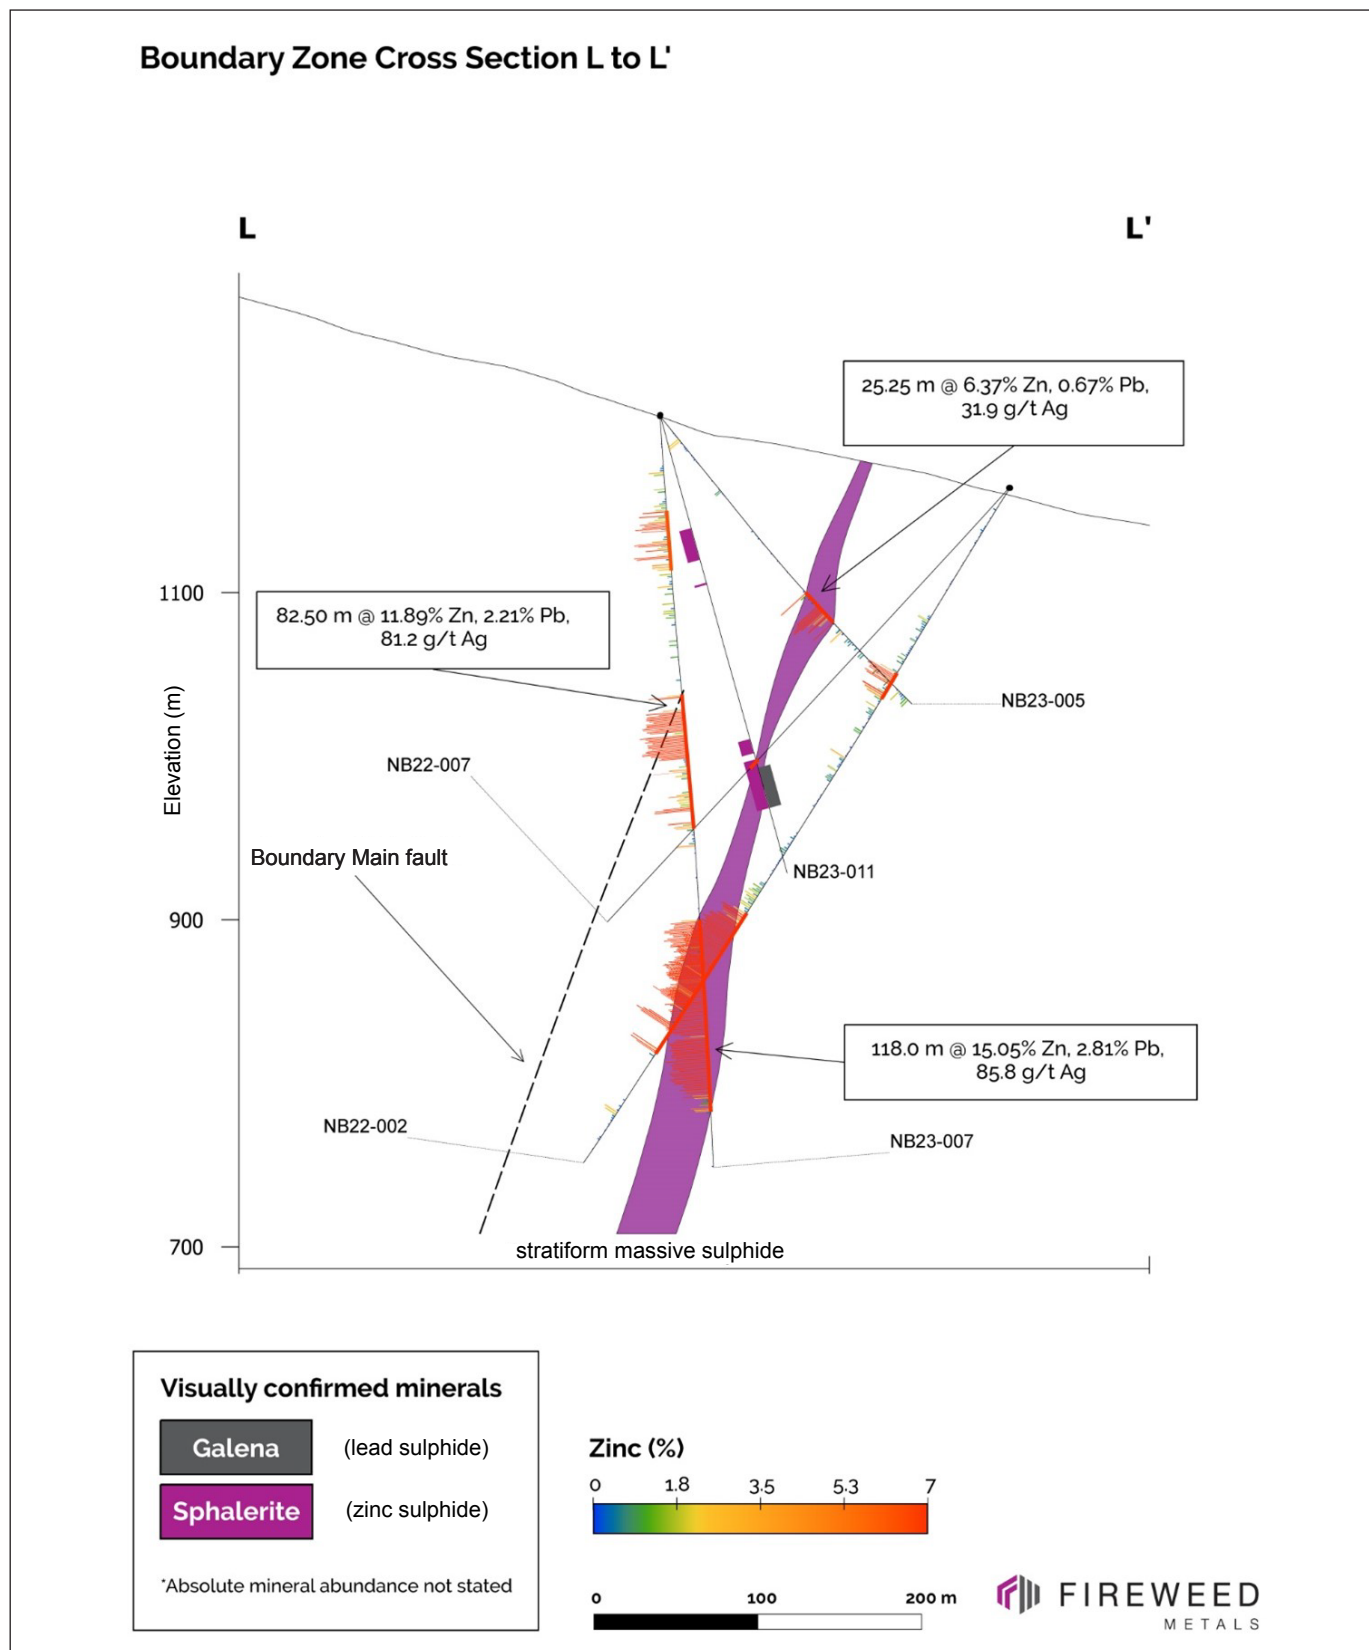 Boundary Zone Cross Section L to L'
L
L'
25.25 m @ 6.37% Zn, 0.67% Pb,
31.9 g/t Ag
1100
82.50 m @ 11.89% Zn, 2.21% Pb,
81.2 g/t Ag
Elevation (m)
NB23-005
NB22-007
Boundary Main fault
NB23-011
900
118.0 m @ 15.05% Zn, 2.81% Pb,
85.8 g/t Ag
NB22-002
NB23-007
700
stratiform massive sulphide
Visually confirmed minerals
Galena (lead sulphide)
Sphalerite (zinc sulphide)
*Absolute mineral abundance not stated
Zinc (%)
0 1.8 3.5 5.3 7
0 100 200 m
FIREWEED
METALS